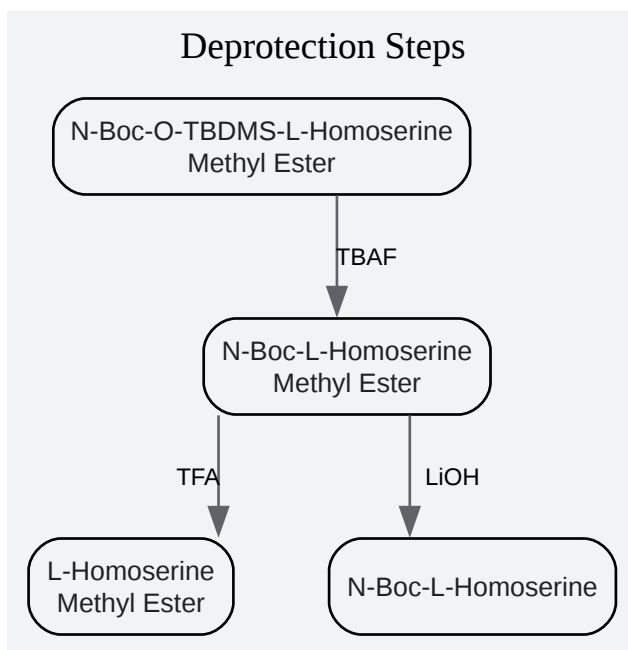 Deprotection Steps
N-Boc-O-TBDMS-L-Homoserine
Methyl Ester
TBAF
N-Boc-L-Homoserine
Methyl Ester
TFA
LiOH
L-Homoserine
Methyl Ester
N-Boc-L-Homoserine